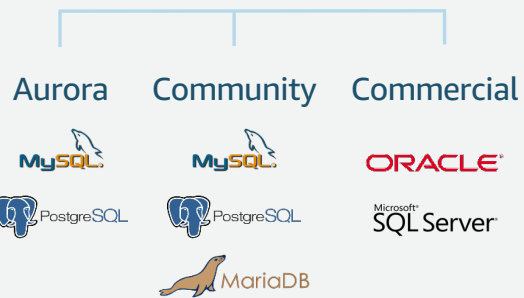 Aurora Community Commercial
MySQL. MySQL. ORACLE®
PostgreSQL PostgreSQL Microsoft® SQL Server®
MariaDB